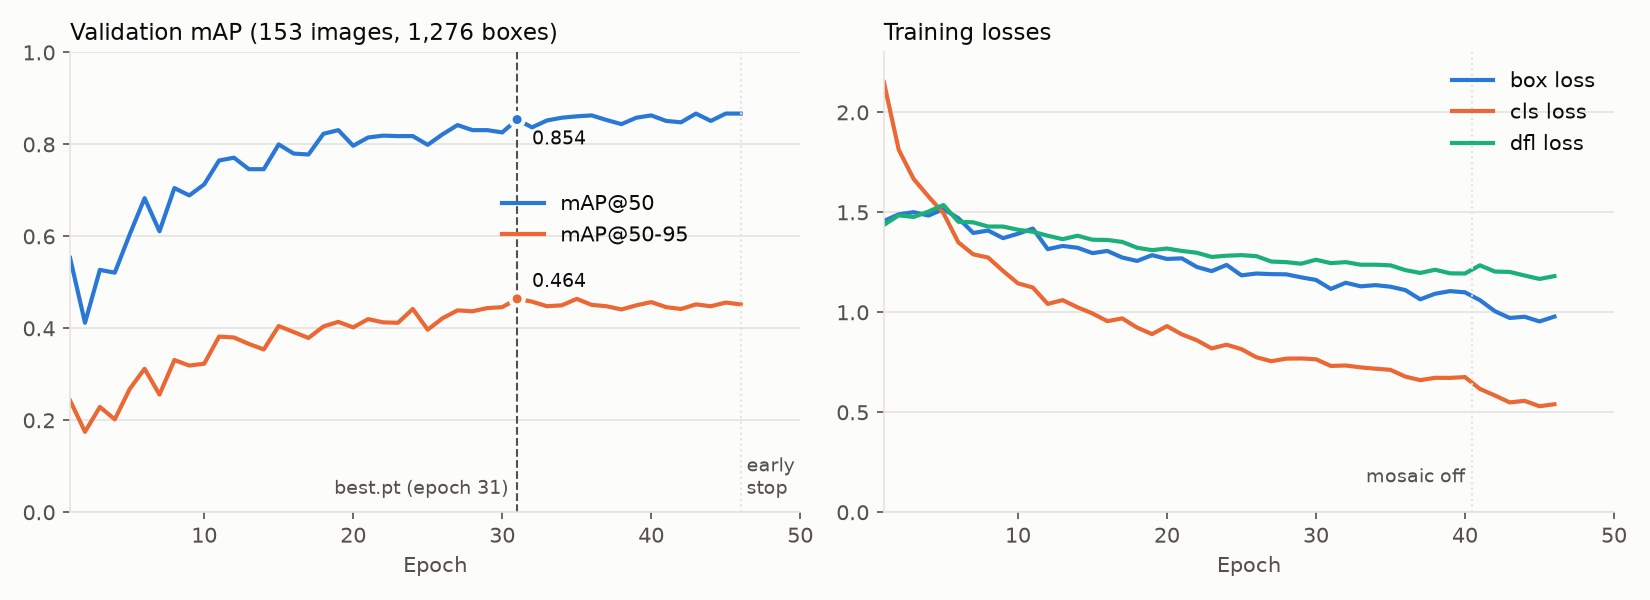 Validation mAP (153 images, 1,276 boxes)
1.0
0.8
0.6
0.4
0.2
0.0
0.854
mAP@50
mAP@50-95
0.464
best.pt (epoch 31)
early
stop
10
20
30
40
50
Epoch
Training losses
2.0
1.5
1.0
0.5
0.0
box loss
cls loss
dfl loss
mosaic off
10
20
30
40
50
Epoch